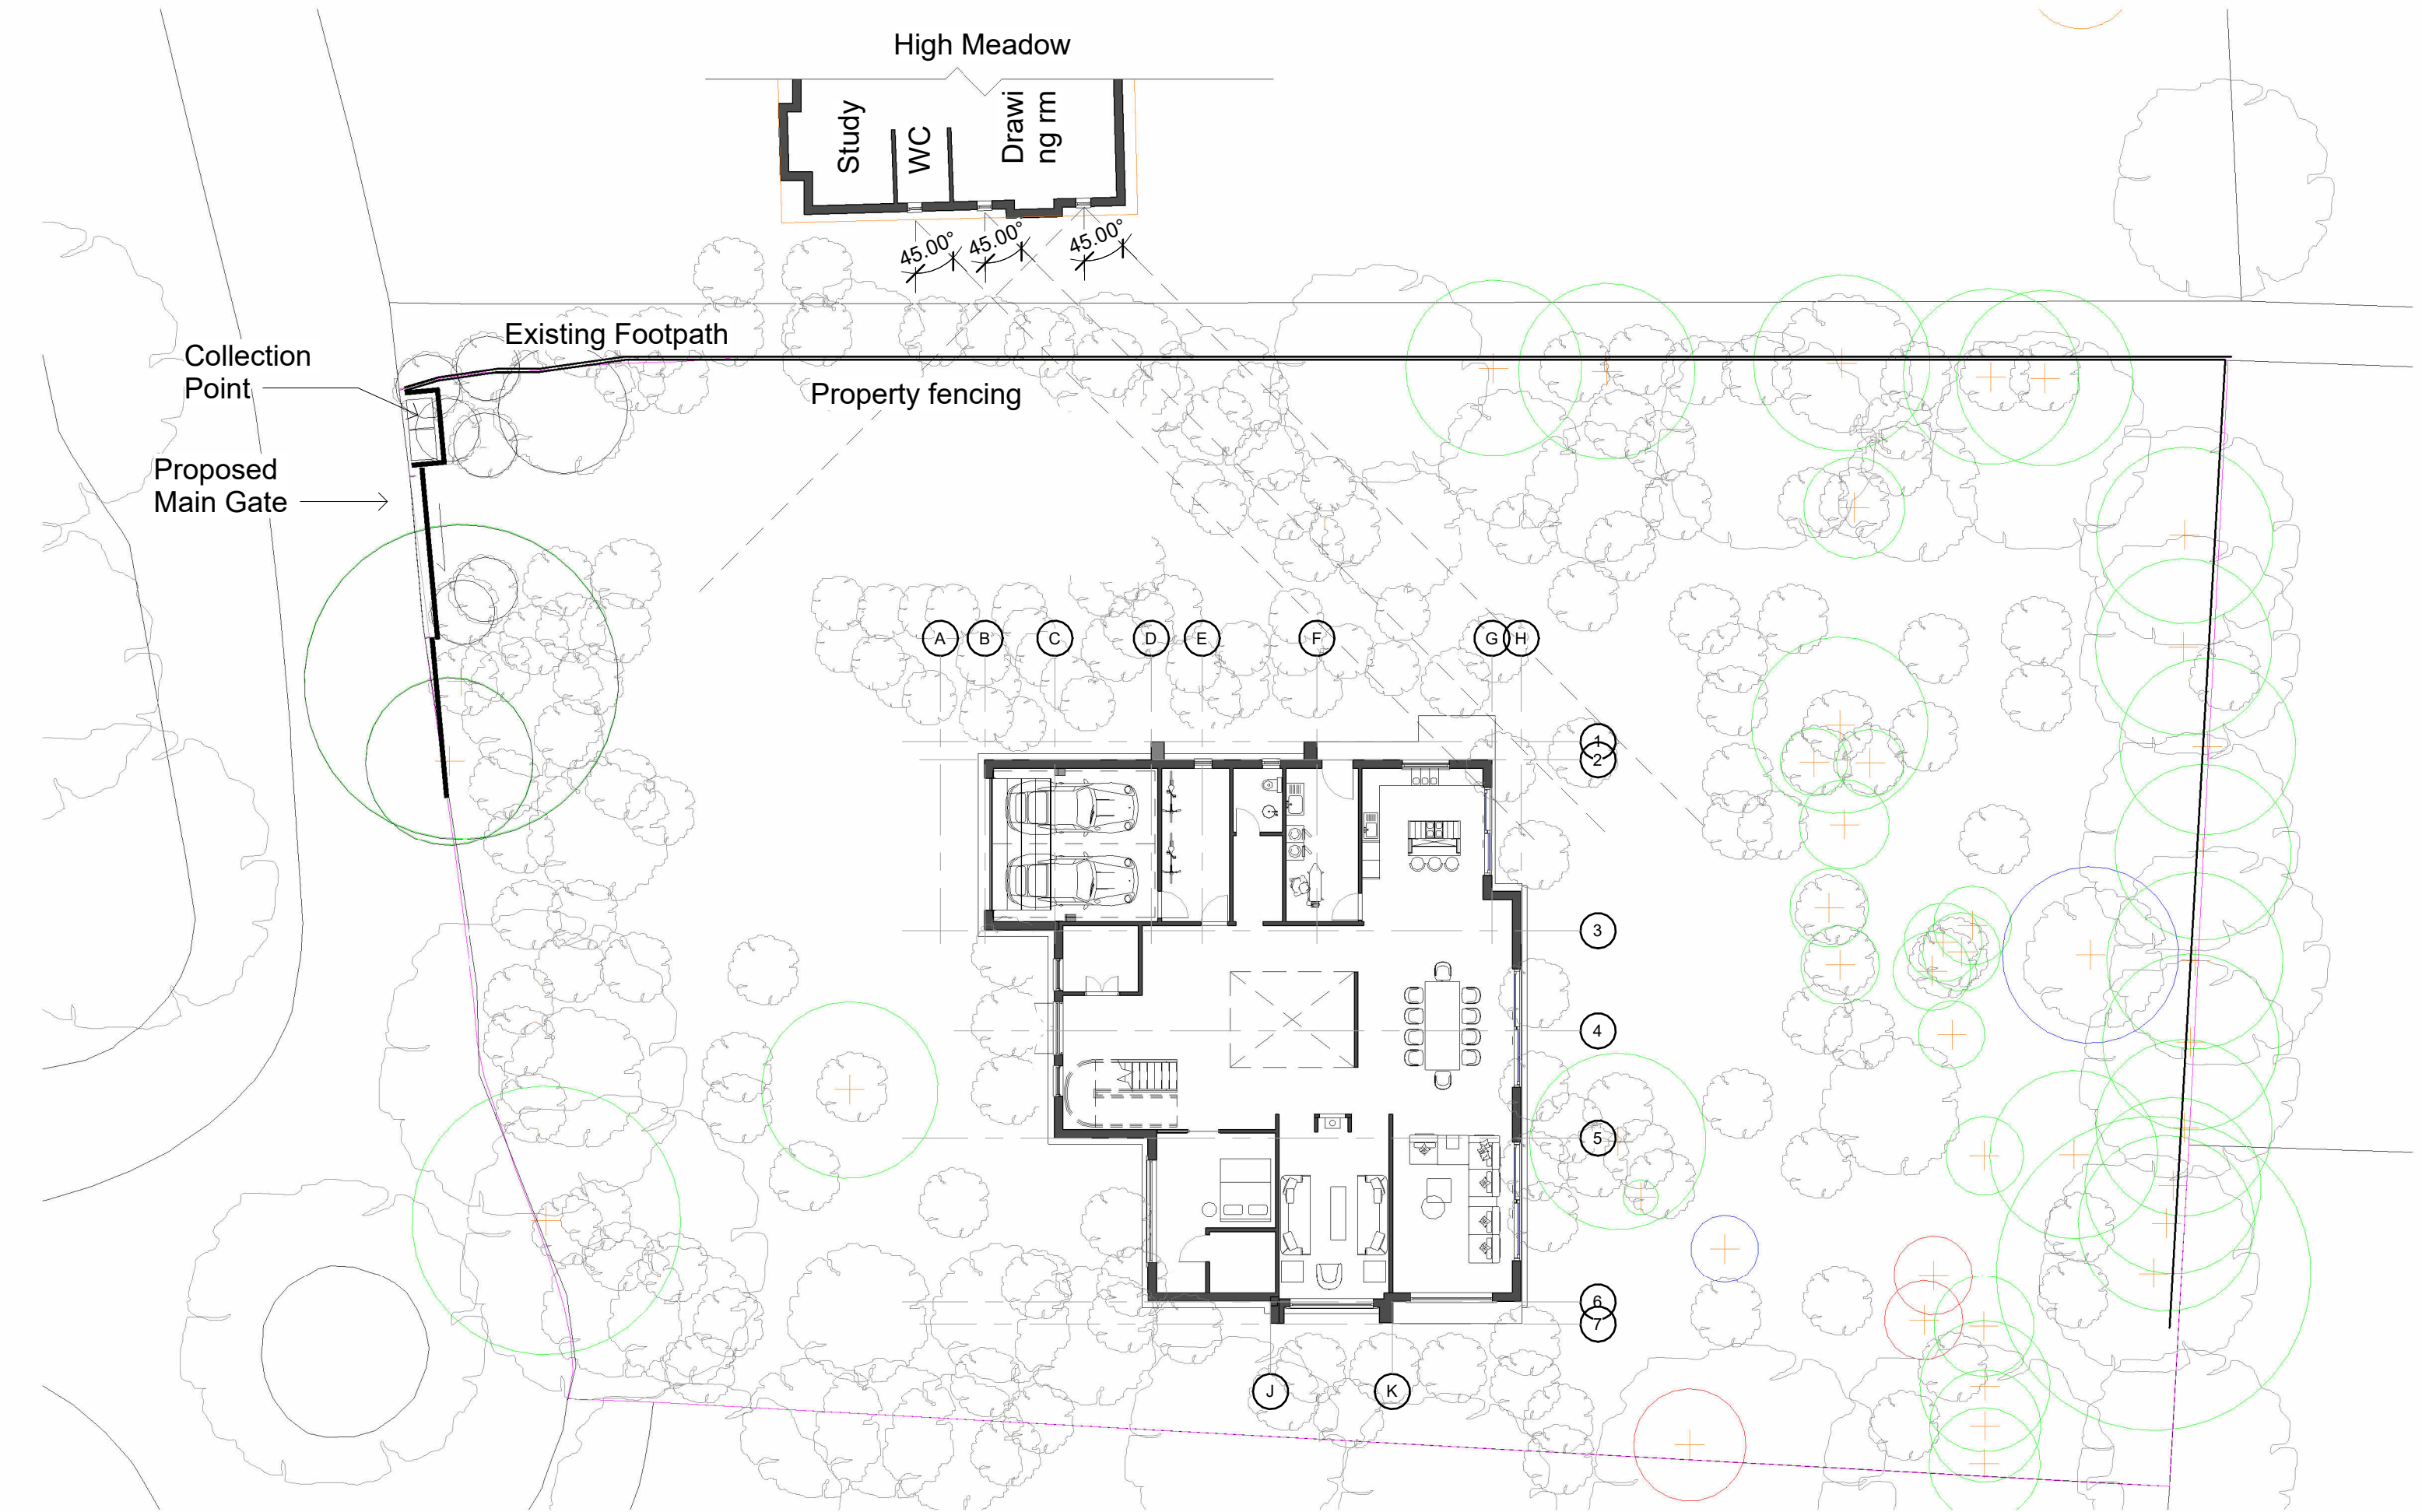 High Meadow
Study
WC
Drawi
ng rm
45.00°
45.00°
45.00°
Existing Footpath
Collection
Point
Property fencing
Proposed
Main Gate
A
B
C
D
E
F
G
H
1
2
3
4
5
6
7
J
K